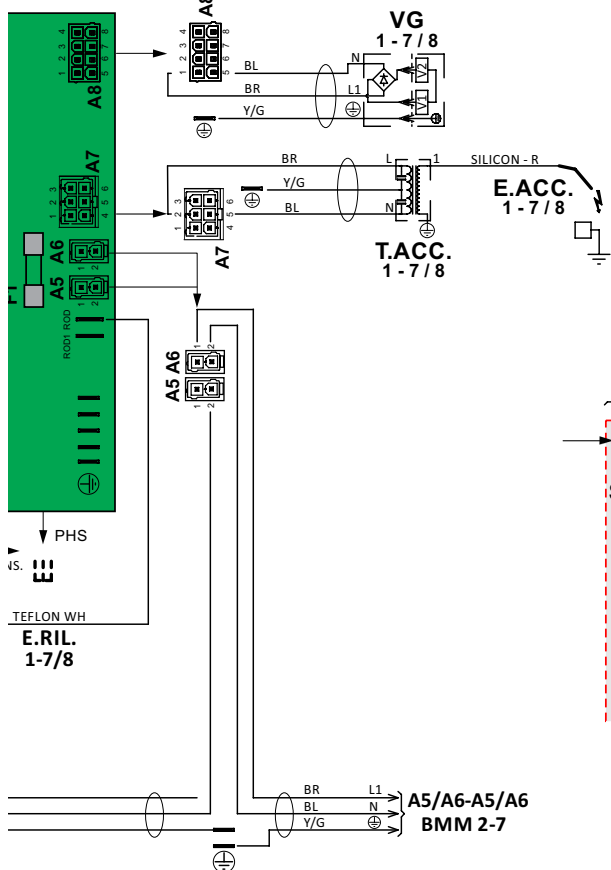 A8
4 3 2 1
8 7 6 5
A8
4 3 2 1
8 7 6 5
VG
1 - 7 / 8
BL
N
BR
L1
Y/G
V2
V1
A7
3 2 1
6 5 4
A7
3 2 1
6 5 4
BR
L
1
SILICON - R
Y/G
BL
N
E.ACC.
1 - 7 / 8
T.ACC.
1 - 7 / 8
A6
1 2
A5
1 2
ROD1 ROD
A5 A6
1 2
1 2
PHS
NS.
TEFLON WH
E.RIL.
1-7/8
BR
L1
BL
N
Y/G
A5/A6-A5/A6
BMM 2-7